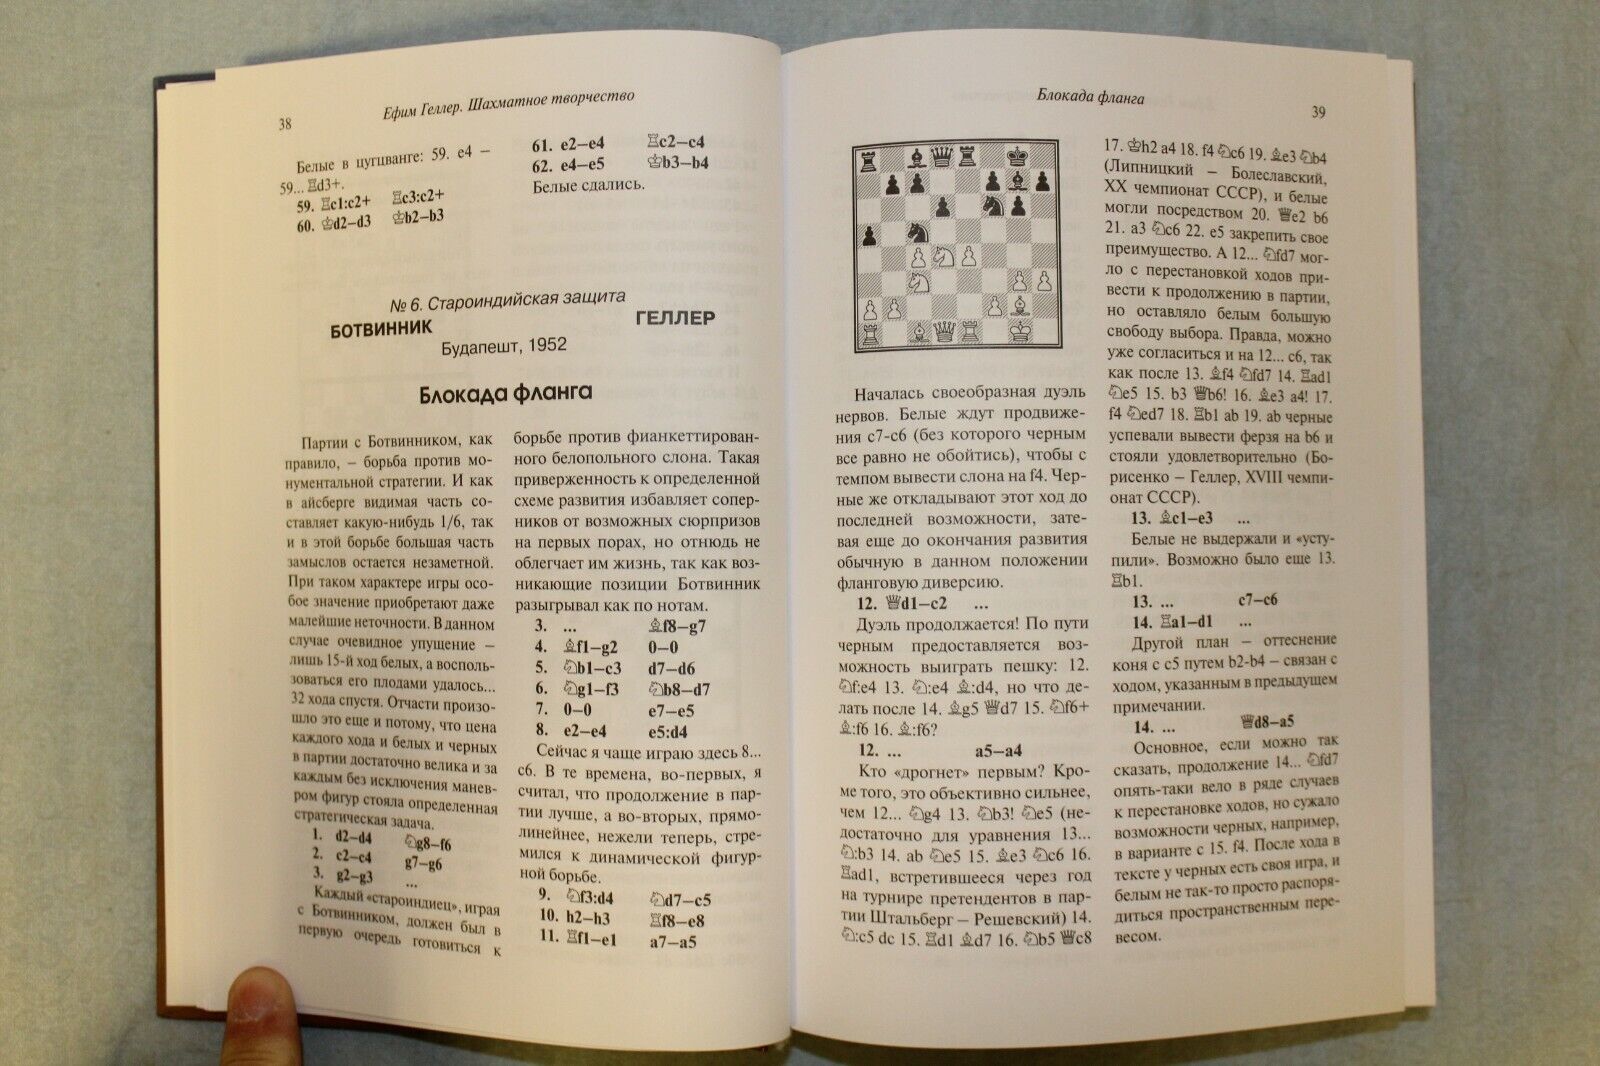 38
Ефим Геллер. Шахматное творчество
Белые в цугцванге: 59. e4 –
59... ♖d3+.
59. ♖c1:c2+ ♖c3:c2+
60. ♔d2–d3 ♔b2–b3
61. e2–e4 ♖c2–c4
62. e4–e5 ♔b3–b4
Белые сдались.
№ 6. Староиндийская защита
БОТВИННИК ГЕЛЛЕР
Будапешт, 1952
Блокада фланга
Партии с Ботвинником, как
правило, – борьба против мо-
нументальной стратегии. И как
в айсберге видимая часть со-
ставляет какую-нибудь 1/6, так
и в этой борьбе большая часть
замыслов остается незаметной.
При таком характере игры осо-
бое значение приобретают даже
малейшие неточности. В данном
случае очевидное упущение –
лишь 15-й ход белых, а восполь-
зоваться его плодами удалось...
32 хода спустя. Отчасти произо-
шло это еще и потому, что цена
каждого хода и белых и черных
в партии достаточно велика и за
каждым без исключения манев-
ром фигур стояла определенная
стратегическая задача.
1. d2–d4 ♘g8–f6
2. c2–c4 g7–g6
3. g2–g3 ...
Каждый «староиндиец», играя
с Ботвинником, должен был в
первую очередь готовиться к
борьбе против фианкеттирован-
ного белопольного слона. Такая
приверженность к определенной
схеме развития избавляет сопер-
ников от возможных сюрпризов
на первых порах, но отнюдь не
облегчает им жизнь, так как воз-
никающие позиции Ботвинник
разыгрывал как по нотам.
3. ... ♗f8–g7
4. ♗f1–g2 0–0
5. ♘b1–c3 d7–d6
6. ♘g1–f3 ♘b8–d7
7. 0–0 e7–e5
8. e2–e4 e5:d4
Сейчас я чаще играю здесь 8...
c6. В те времена, во-первых, я
считал, что продолжение в пар-
тии лучше, а во-вторых, прямо-
линейнее, нежели теперь, стре-
мился к динамической фигур-
ной борьбе.
9. ♘f3:d4 ♘d7–c5
10. h2–h3 ♖f8–e8
11. ♖f1–e1 a7–a5
Блокада фланга
39
Началась своеобразная дуэль
нервов. Белые ждут продвиже-
ния c7-c6 (без которого черным
все равно не обойтись), чтобы с
темпом вывести слона на f4. Чер-
ные же откладывают этот ход до
последней возможности, зате-
вая еще до окончания развития
обычную в данном положении
фланговую диверсию.
12. ♕d1–c2 ...
Дуэль продолжается! По пути
черным предоставляется воз-
можность выиграть пешку: 12.
♘f:e4 13. ♘:e4 ♗:d4, но что де-
лать после 14. ♗g5 ♕d7 15. ♘f6+
♗:f6 16. ♗:f6?
12. ... a5–a4
Кто «дрогнет» первым? Кро-
ме того, это объективно сильнее,
чем 12... ♘g4 13. ♘b3! ♘e5 (не-
достаточно для уравнения 13...
♘:b3 14. ab ♘e5 15. ♗e3 ♘c6 16.
♖ad1, встретившееся через год
на турнире претендентов в пар-
тии Штальберг – Решевский) 14.
♘:c5 dc 15. ♖d1 ♗d7 16. ♘b5 ♕c8
17. ♔h2 a4 18. f4 ♘c6 19. ♗e3 ♘b4
(Липницкий – Болеславский,
XX чемпионат СССР), и белые
могли посредством 20. ♕e2 b6
21. a3 ♘c6 22. e5 закрепить свое
преимущество. А 12... ♘fd7 мог-
ло с перестановкой ходов при-
вести к продолжению в партии,
но оставляло белым большую
свободу выбора. Правда, можно
уже согласиться и на 12... c6, так
как после 13. ♗f4 ♘fd7 14. ♖ad1
♘e5 15. b3 ♕b6! 16. ♗e3 a4! 17.
f4 ♘ed7 18. ♖b1 ab 19. ab черные
успевали вывести ферзя на b6 и
стояли удовлетворительно (Бо-
рисенко – Геллер, XVIII чемпи-
онат СССР).
13. ♗c1–e3 ...
Белые не выдержали и «усту-
пили». Возможно было еще 13.
♖b1.
13. ... c7–c6
14. ♖a1–d1 ...
Другой план – оттеснение
коня с c5 путем b2-b4 – связан с
ходом, указанным в предыдущем
примечании.
14. ... ♕d8–a5
Основное, если можно так
сказать, продолжение 14... ♘fd7
опять-таки вело в ряде случаев
к перестановке ходов, но сужало
возможности черных, например,
в варианте с 15. f4. После хода в
тексте у черных есть своя игра, и
белым не так-то просто распоря-
диться пространственным пере-
весом.